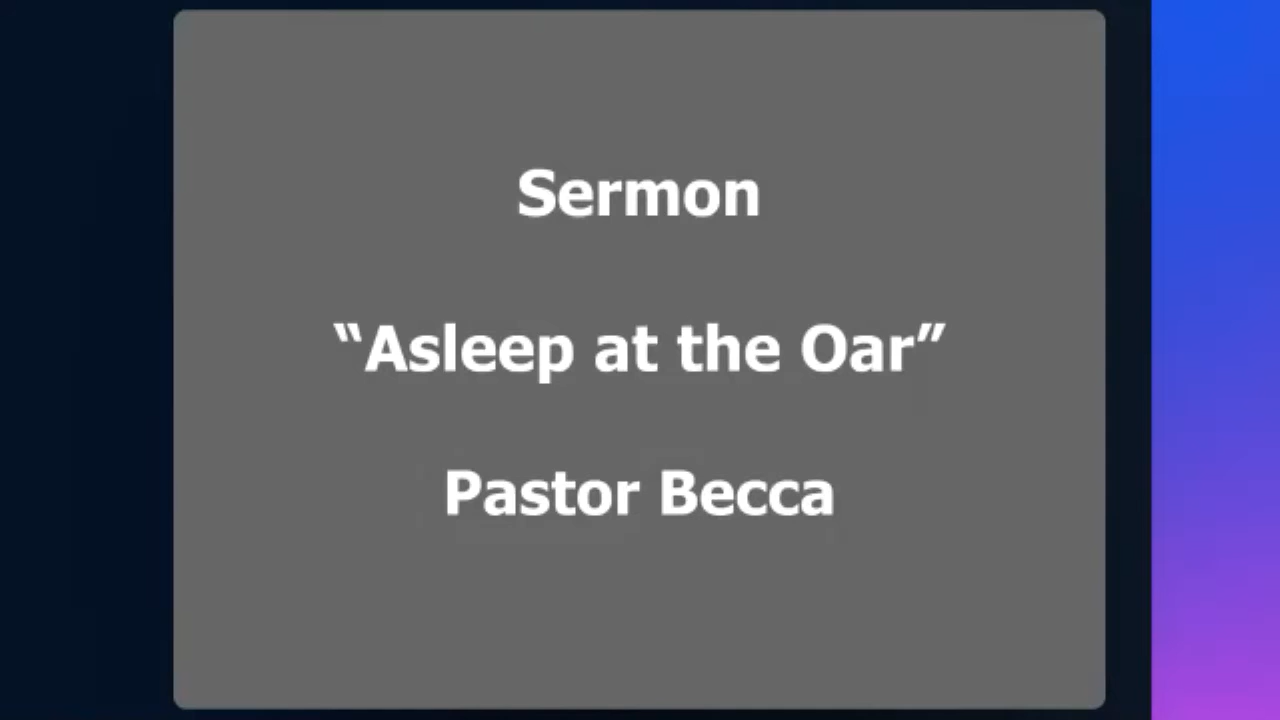 Sermon
“Asleep at the Oar”
Pastor Becca